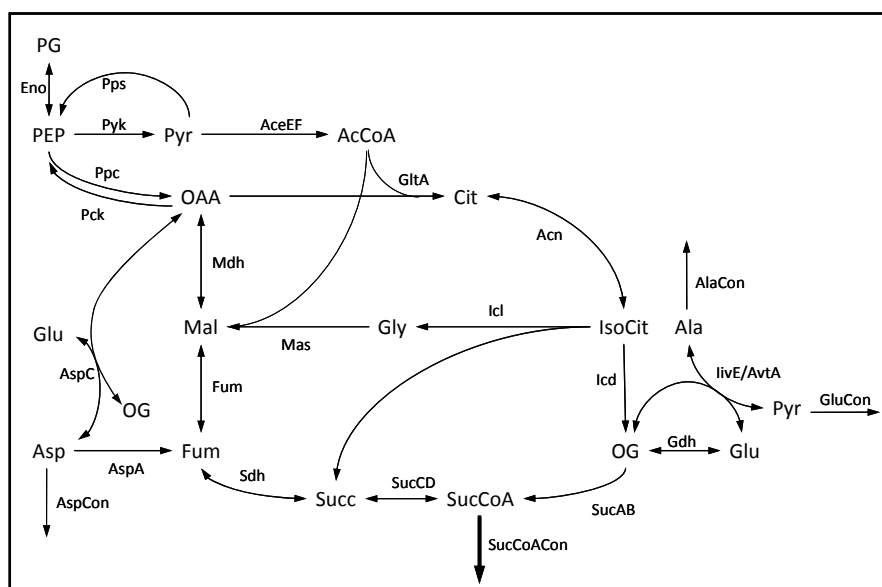 PG
Eno
Pps
PEP
Pyk
Pyr
AceEF
AcCoA
Ppc
GltA
OAA
Cit
Pck
Acn
Mdh
AlaCon
Glu
Mal
Mas
Gly
Icl
IsoCit
Ala
AspC
Fum
Icd
IivE/AvtA
OG
Pyr
GluCon
Asp
AspA
Fum
OG
Gdh
Glu
AspCon
Sdh
Succ
SucCD
SucCoA
SucAB
SucCoACon